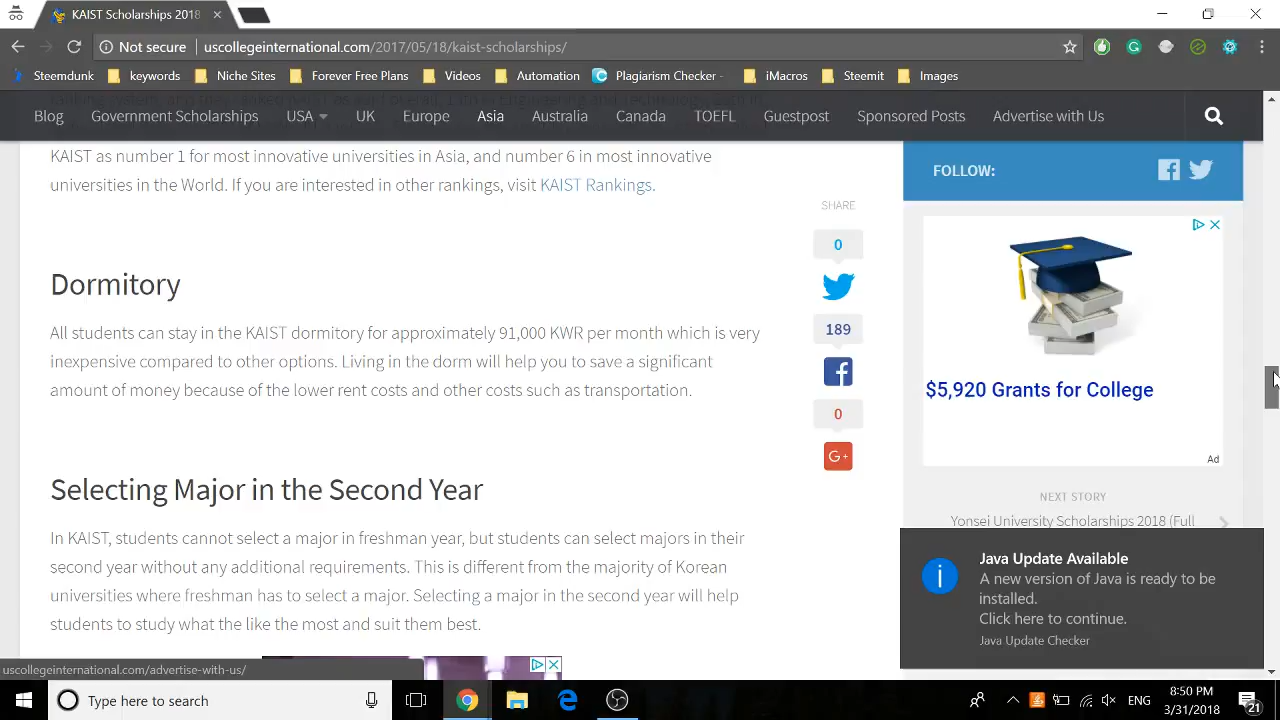 KAIST Scholarships 2018
Not secure
uscollegeinternational.com/2017/05/18/kaist-scholarships/
Steemdunk
keywords
Niche Sites
Forever Free Plans
Videos
Automation
Plagiarism Checker -
iMacros
Steemit
Images
Blog
Government Scholarships
USA
UK
Europe
Asia
Australia
Canada
TOEFL
Guestpost
Sponsored Posts
Advertise with Us
KAIST as number 1 for most innovative universities in Asia, and number 6 in most innovative
universities in the World. If you are interested in other rankings, visit KAIST Rankings.
Dormitory
All students can stay in the KAIST dormitory for approximately 91,000 KWR per month which is very
inexpensive compared to other options. Living in the dorm will help you to save a significant
amount of money because of the lower rent costs and other costs such as transportation.
Selecting Major in the Second Year
In KAIST, students cannot select a major in freshman year, but students can select majors in their
second year without any additional requirements. This is different from the majority of Korean
universities where freshman has to select a major. Selecting a major in the second year will help
students to study what the like the most and suit them best.
SHARE
0
189
0
G+
FOLLOW:
$5,920 Grants for College
Ad
NEXT STORY
Yonsei University Scholarships 2018 (Full
Java Update Available
A new version of Java is ready to be
installed.
Click here to continue.
Java Update Checker
uscollegeinternational.com/advertise-with-us/
Type here to search
ENG
8:50 PM
3/31/2018
21